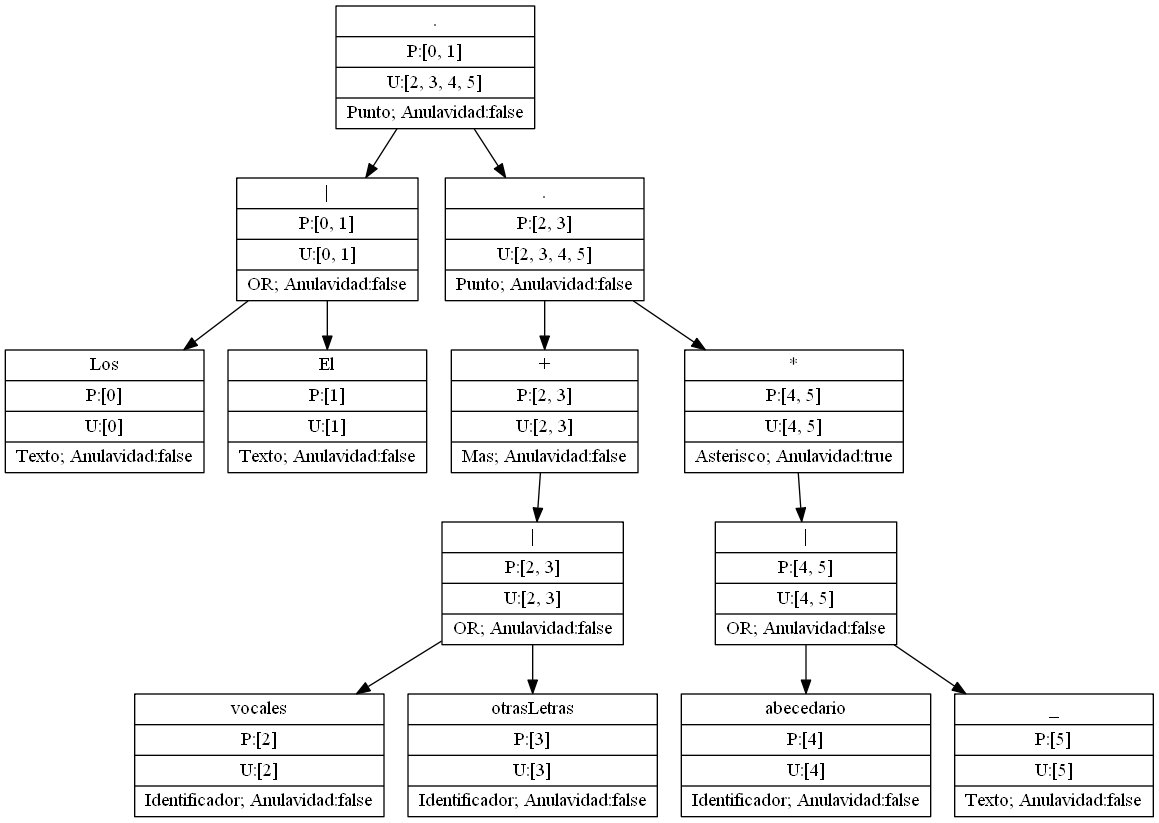 .
P:[0, 1]
U:[2, 3, 4, 5]
Punto; Anulavidad:false
|
P:[0, 1]
U:[0, 1]
OR; Anulavidad:false
.
P:[2, 3]
U:[2, 3, 4, 5]
Punto; Anulavidad:false
Los
P:[0]
U:[0]
Texto; Anulavidad:false
El
P:[1]
U:[1]
Texto; Anulavidad:false
+
P:[2, 3]
U:[2, 3]
Mas; Anulavidad:false
*
P:[4, 5]
U:[4, 5]
Asterisco; Anulavidad:true
|
P:[2, 3]
U:[2, 3]
OR; Anulavidad:false
|
P:[4, 5]
U:[4, 5]
OR; Anulavidad:false
vocales
P:[2]
U:[2]
Identificador; Anulavidad:false
otrasLetras
P:[3]
U:[3]
Identificador; Anulavidad:false
abecedario
P:[4]
U:[4]
Identificador; Anulavidad:false
_
P:[5]
U:[5]
Texto; Anulavidad:false